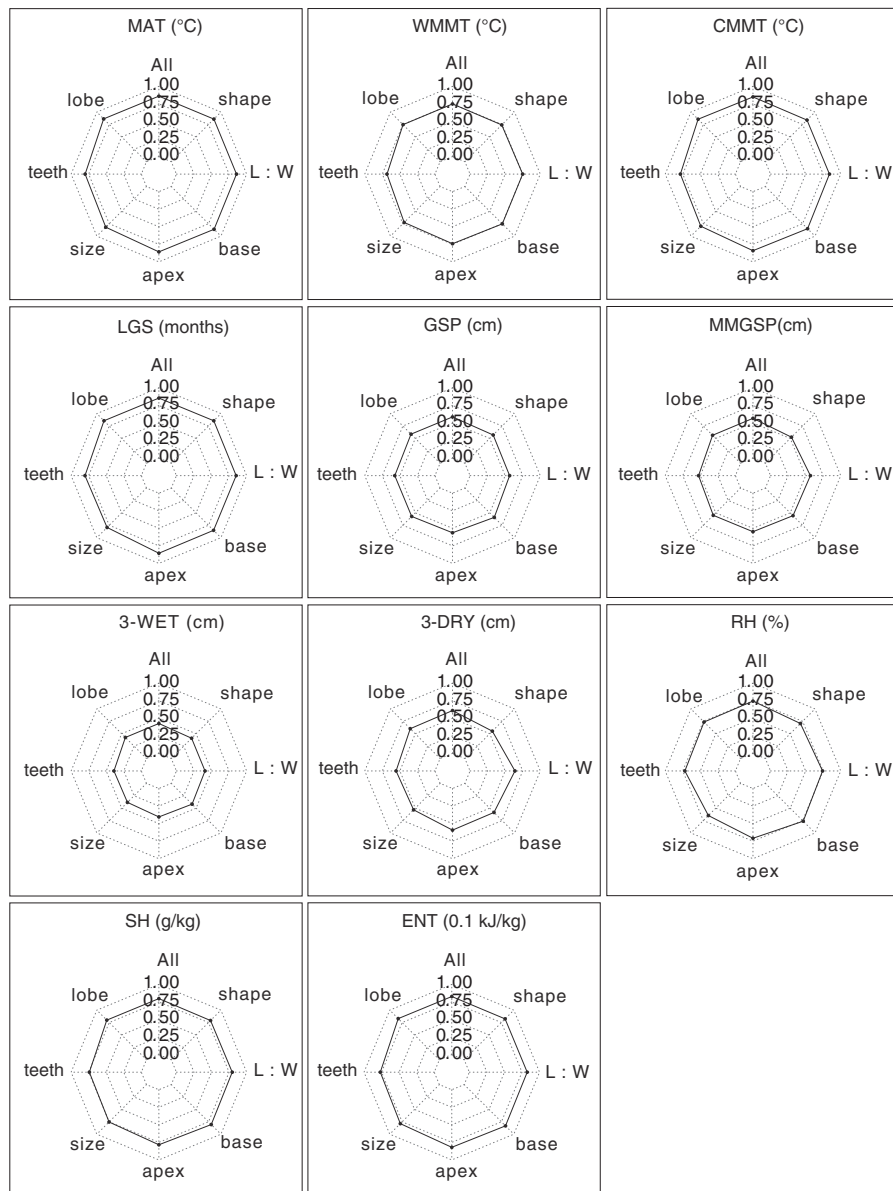 MAT (°C)
All
1.00
0.75
0.50
0.25
0.00
lobe
shape
teeth
L : W
size
base
apex
WMMT (°C)
All
1.00
0.75
0.50
0.25
0.00
lobe
shape
teeth
L : W
size
base
apex
CMMT (°C)
All
1.00
0.75
0.50
0.25
0.00
lobe
shape
teeth
L : W
size
base
apex
LGS (months)
All
1.00
0.75
0.50
0.25
0.00
lobe
shape
teeth
L : W
size
base
apex
GSP (cm)
All
1.00
0.75
0.50
0.25
0.00
lobe
shape
teeth
L : W
size
base
apex
MMGSP(cm)
All
1.00
0.75
0.50
0.25
0.00
lobe
shape
teeth
L : W
size
base
apex
3-WET (cm)
All
1.00
0.75
0.50
0.25
0.00
lobe
shape
teeth
L : W
size
base
apex
3-DRY (cm)
All
1.00
0.75
0.50
0.25
0.00
lobe
shape
teeth
L : W
size
base
apex
RH (%)
All
1.00
0.75
0.50
0.25
0.00
lobe
shape
teeth
L : W
size
base
apex
SH (g/kg)
All
1.00
0.75
0.50
0.25
0.00
lobe
shape
teeth
L : W
size
base
apex
ENT (0.1 kJ/kg)
All
1.00
0.75
0.50
0.25
0.00
lobe
shape
teeth
L : W
size
base
apex